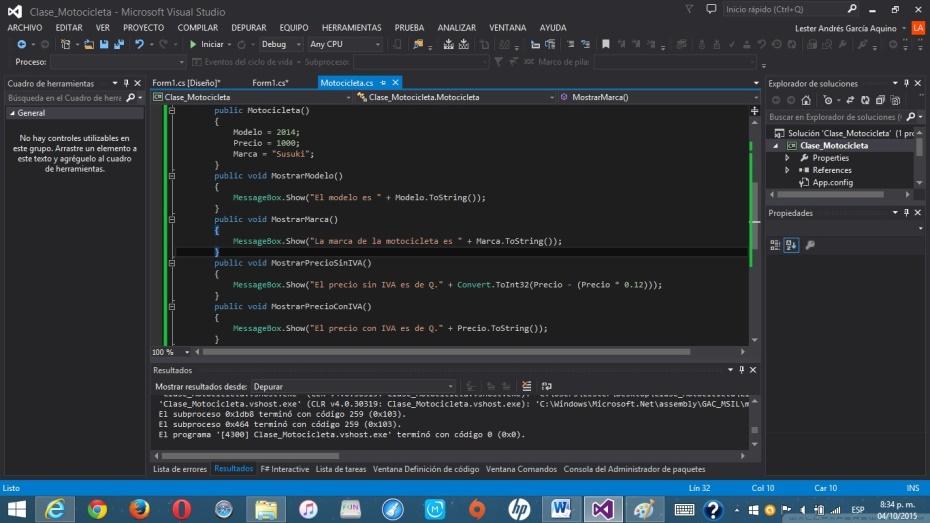 Clase_Motocicleta - Microsoft Visual Studio
Inicio rápido (Ctrl+Q)
ARCHIVO EDITAR VER PROYECTO COMPILAR DEPURAR EQUIPO HERRAMIENTAS PRUEBA ANALIZAR VENTANA AYUDA
Lester Andrés García Aquino LA
Iniciar Debug Any CPU
Proceso: Eventos del ciclo de vida Subproceso: Marco de pila:
Cuadro de herramientas
Búsqueda en el Cuadro de herra
General
No hay controles utilizables en
este grupo. Arrastre un elemento a
este texto y agréguelo al cuadro
de herramientas.
Form1.cs [Diseño]* Form1.cs* Motocicleta.cs
Clase_Motocicleta Clase_Motocicleta.Motocicleta MostrarMarca()
public Motocicleta()
{
Modelo = 2014;
Precio = 1000;
Marca = "Susuki";
}
public void MostrarModelo()
{
MessageBox.Show("El modelo es " + Modelo.ToString());
}
public void MostrarMarca()
{
MessageBox.Show("La marca de la motocicleta es " + Marca.ToString());
}
public void MostrarPrecioSinIVA()
{
MessageBox.Show("El precio sin IVA es de Q." + Convert.ToInt32(Precio - (Precio * 0.12)));
}
public void MostrarPrecioConIVA()
{
MessageBox.Show("El precio con IVA es de Q." + Precio.ToString());
}
100 %
Resultados
Mostrar resultados desde: Depurar
'Clase_Motocicleta.vshost.exe' (CLR v4.0.30319: Clase_Motocicleta.vshost.exe): 'C:\Windows\Microsoft.Net\assembly\GAC_MSIL\m
El subproceso 0x1db8 terminó con código 259 (0x103).
El subproceso 0x464 terminó con código 259 (0x103).
El programa '[4300] Clase_Motocicleta.vshost.exe' terminó con código 0 (0x0).
Lista de errores Resultados F# Interactive Lista de tareas Ventana Definición de código Ventana Comandos Consola del Administrador de paquetes
Explorador de soluciones
Buscar en Explorador de soluciones (
Solución 'Clase_Motocicleta' (1 pro
Clase_Motocicleta
Properties
References
App.config
Propiedades
Listo Lín 32 Col 10 Car 10 INS
ESP
8:34 p. m.
04/10/2015